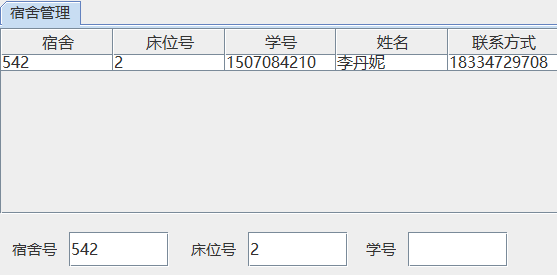 宿舍管理
宿舍 床位号 学号 姓名 联系方式
542 2 1507084210 李丹妮 18334729708
宿舍号 542 床位号 2 学号